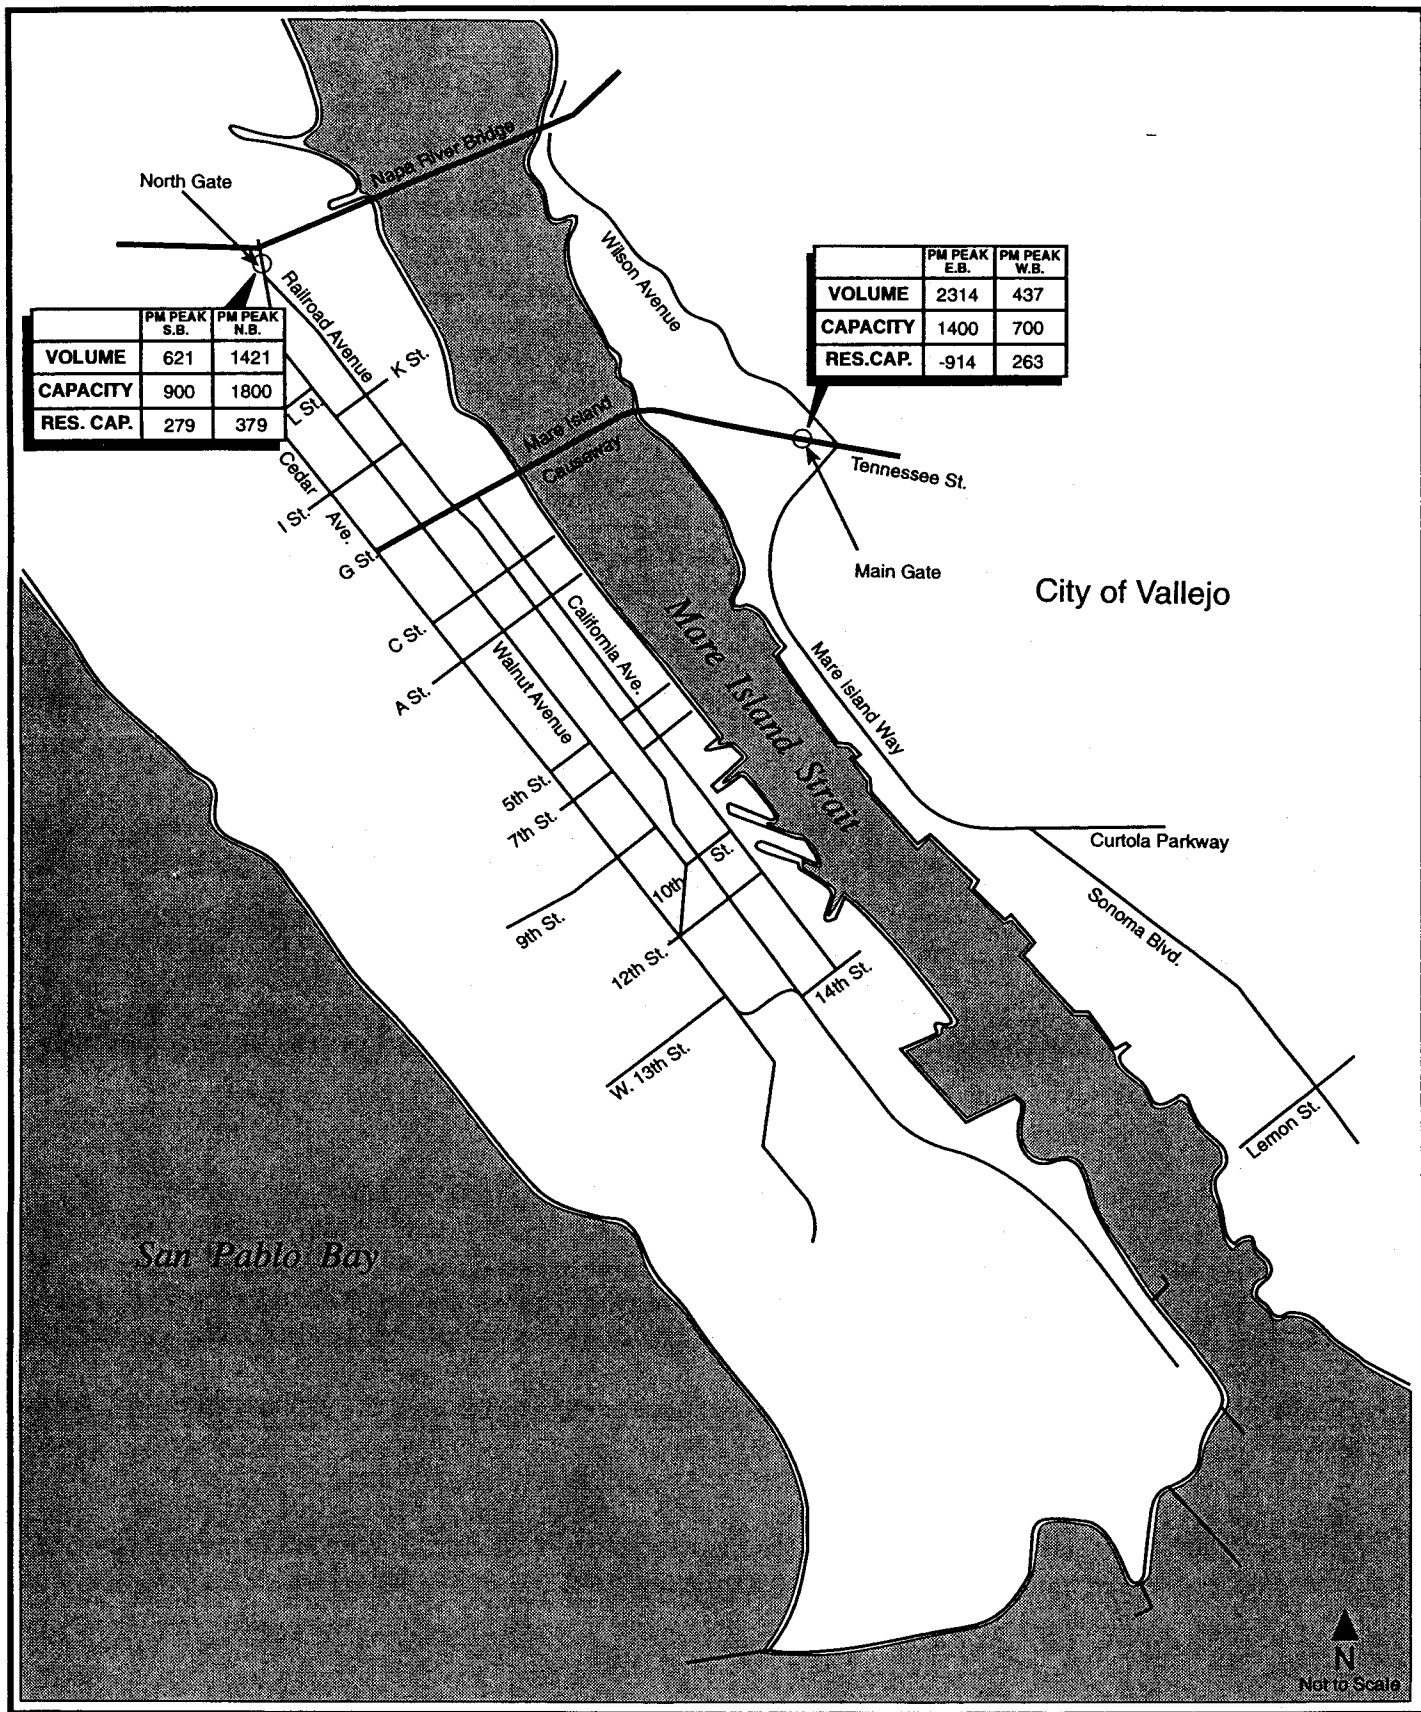 Napa River Bridge
North Gate
Wilson Avenue
Railroad Avenue
PM PEAK E.B. PM PEAK W.B.
VOLUME 2314 437
CAPACITY 1400 700
RES.CAP. -914 263
PM PEAK S.B. PM PEAK N.B.
VOLUME 621 1421
CAPACITY 900 1800
RES. CAP. 279 379
K St.
L St.
Mare Island
Causeway
Tennessee St.
Cedar
Ave.
I St.
G St.
Main Gate
City of Vallejo
C St.
A St.
California Ave.
Walnut Avenue
Mare Island Strait
Mare Island Way
5th St.
7th St.
Curtola Parkway
10th St.
9th St.
Sonoma Blvd.
12th St.
14th St.
W. 13th St.
Lemon St.
San Pablo Bay
N
Not to Scale